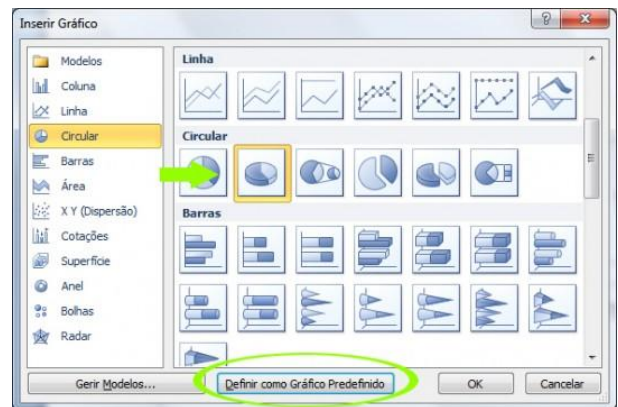 Inserir Gráfico
Modelos
Coluna
Linha
Circular
Barras
Área
X Y (Dispersão)
Cotações
Superfície
Anel
Bolhas
Radar
Linha
Circular
Barras
Gerir Modelos...
Definir como Gráfico Predefinido
OK
Cancelar